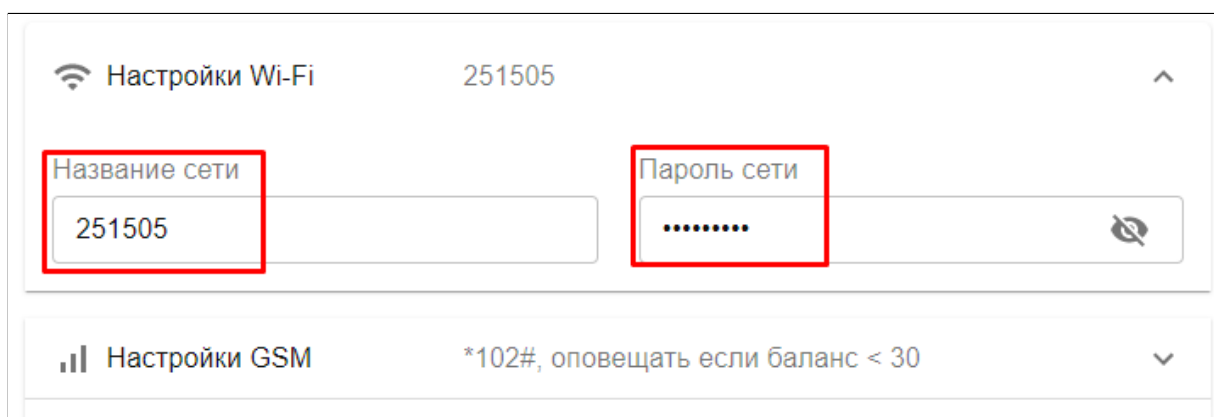 Настройки Wi-Fi 251505
Название сети Пароль сети
251505 •••••••••
Настройки GSM *102#, оповещать если баланс < 30